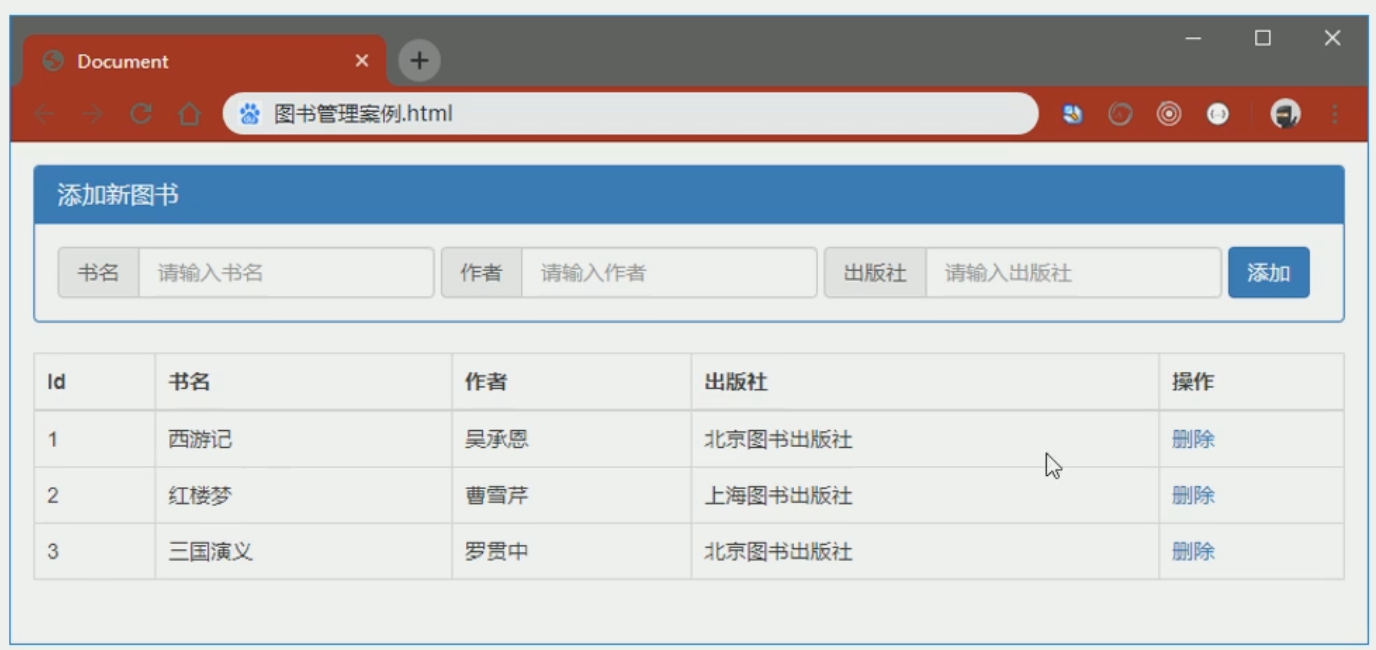 Document
图书管理案例.html
添加新图书
书名 请输入书名 作者 请输入作者 出版社 请输入出版社 添加
Id 书名 作者 出版社 操作
1 西游记 吴承恩 北京图书出版社 删除
2 红楼梦 曹雪芹 上海图书出版社 删除
3 三国演义 罗贯中 北京图书出版社 删除